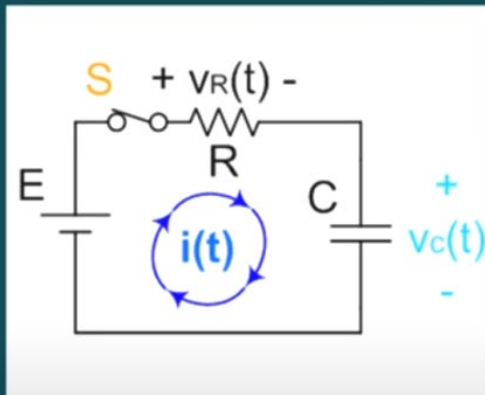 S + vR(t) -
R
E
C
+
i(t)
vc(t)
-